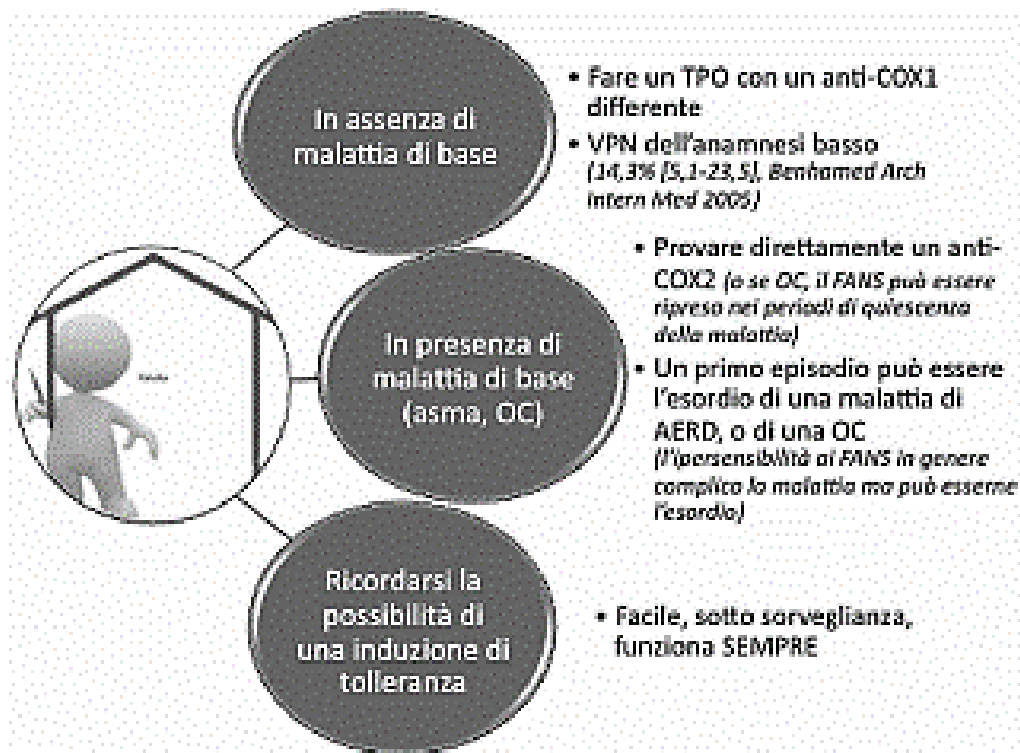 In assenza di
malattia di base
• Fare un TPO con un anti-COX1
differente
• VPN dell'anamnesi basso
(14,3% [5,1-23,5], Benhamed Arch
Intern Med 2005)
In presenza di
malattia di base
(asma, OC)
• Provare direttamente un anti-
COX2 (o se OC, il FANS può essere
ripreso nei periodi di quiescenza
della malattia)
• Un primo episodio può essere
l'esordio di una malattia di
AERD, o di una OC
(l'ipersensibilità ai FANS in genere
complica la malattia ma può esserne
l'esordio)
Ricordarsi la
possibilità di
una induzione di
tolleranza
• Facile, sotto sorveglianza,
funziona SEMPRE